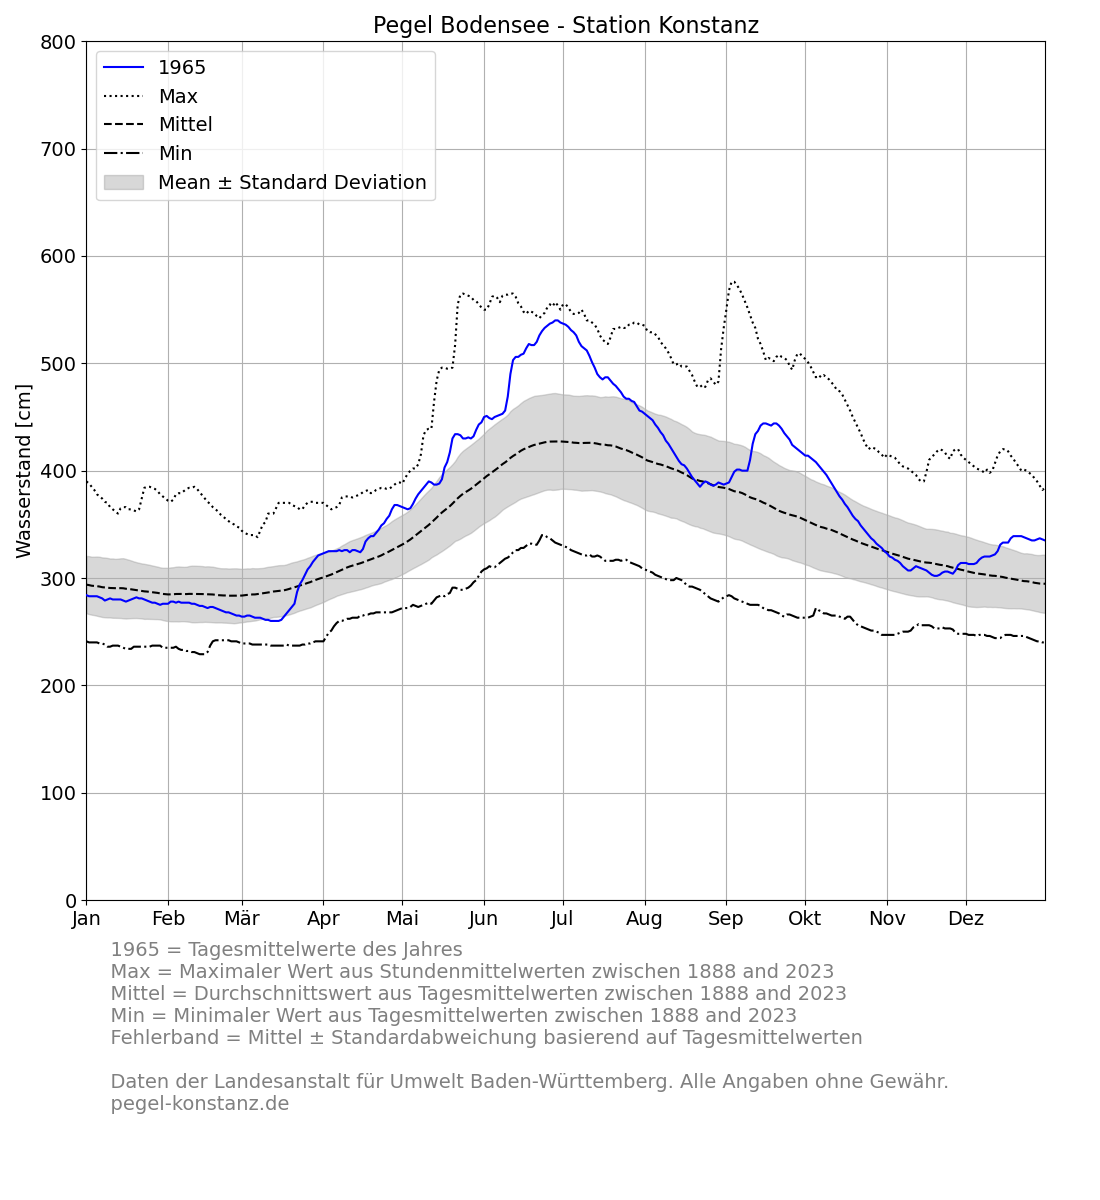 Pegel Bodensee - Station Konstanz
800
700
600
500
400
300
200
100
0
Wasserstand [cm]
1965
Max
Mittel
Min
Mean ± Standard Deviation
Jan Feb Mär Apr Mai Jun Jul Aug Sep Okt Nov Dez
1965 = Tagesmittelwerte des Jahres
Max = Maximaler Wert aus Stundenmittelwerten zwischen 1888 and 2023
Mittel = Durchschnittswert aus Tagesmittelwerten zwischen 1888 and 2023
Min = Minimaler Wert aus Tagesmittelwerten zwischen 1888 and 2023
Fehlerband = Mittel ± Standardabweichung basierend auf Tagesmittelwerten
Daten der Landesanstalt für Umwelt Baden-Württemberg. Alle Angaben ohne Gewähr.
pegel-konstanz.de